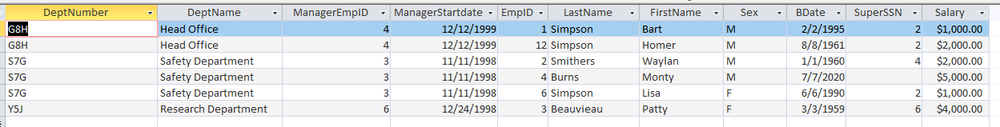 DeptNumber DeptName ManagerEmpID ManagerStartdate EmpID LastName FirstName Sex BDate SuperSSN Salary
G8H Head Office 4 12/12/1999 1 Simpson Bart M 2/2/1995 2 $1,000.00
G8H Head Office 4 12/12/1999 12 Simpson Homer M 8/8/1961 2 $2,000.00
S7G Safety Department 3 11/11/1998 2 Smithers Waylan M 1/1/1960 4 $2,000.00
S7G Safety Department 3 11/11/1998 4 Burns Monty M 7/7/2020 $5,000.00
S7G Safety Department 3 11/11/1998 6 Simpson Lisa F 6/6/1990 2 $1,000.00
Y5J Research Department 6 12/24/1998 3 Beauvieau Patty F 3/3/1959 6 $4,000.00